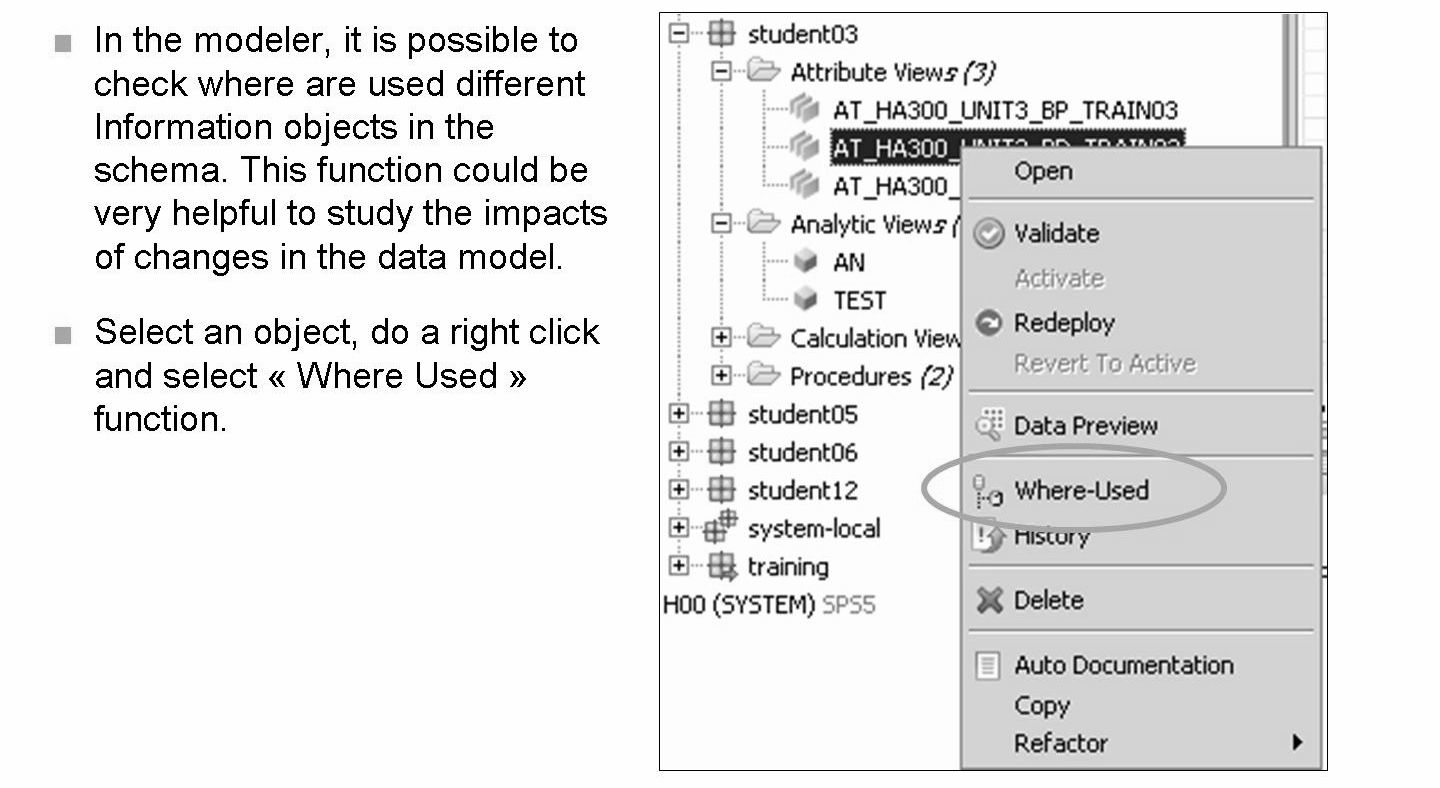 In the modeler, it is possible to
check where are used different
Information objects in the
schema. This function could be
very helpful to study the impacts
of changes in the data model.
Select an object, do a right click
and select « Where Used »
function.
student03
Attribute Views (3)
AT_HA300_UNIT3_BP_TRAIN03
AT_HA300_
AT_HA300_
Analytic Views (
AN
TEST
Calculation View
Procedures (2)
student05
student06
student12
system-local
training
H00 (SYSTEM) SPS5
Open
Validate
Activate
Redeploy
Revert To Active
Data Preview
Where-Used
History
Delete
Auto Documentation
Copy
Refactor